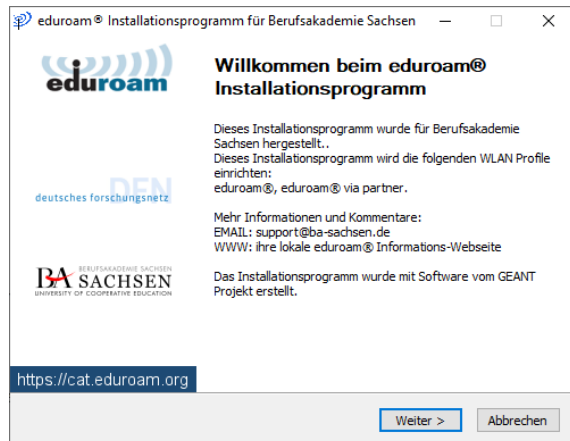 eduroam® Installationsprogramm für Berufsakademie Sachsen
eduroam
Willkommen beim eduroam®
Installationsprogramm
Dieses Installationsprogramm wurde für Berufsakademie
Sachsen hergestellt..
Dieses Installationsprogramm wird die folgenden WLAN Profile
einrichten:
eduroam®, eduroam® via partner.
DFN
deutsches forschungsnetz
Mehr Informationen und Kommentare:
EMAIL: support@ba-sachsen.de
WWW: ihre lokale eduroam® Informations-Webseite
BERUFSAKADEMIE SACHSEN
BA SACHSEN
UNIVERSITY OF COOPERATIVE EDUCATION
Das Installationsprogramm wurde mit Software vom GEANT
Projekt erstellt.
https://cat.eduroam.org
Weiter >
Abbrechen